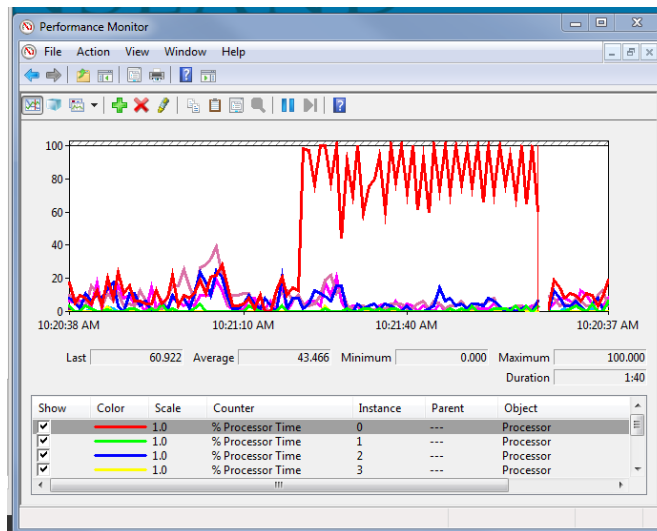 Performance Monitor
File Action View Window Help
100
80
60
40
20
0
10:20:38 AM 10:21:10 AM 10:21:40 AM 10:20:37 AM
Last 60.922 Average 43.466 Minimum 0.000 Maximum 100.000
Duration 1:40
Show Color Scale Counter Instance Parent Object
1.0 % Processor Time 0 --- Processor
1.0 % Processor Time 1 --- Processor
1.0 % Processor Time 2 --- Processor
1.0 % Processor Time 3 --- Processor